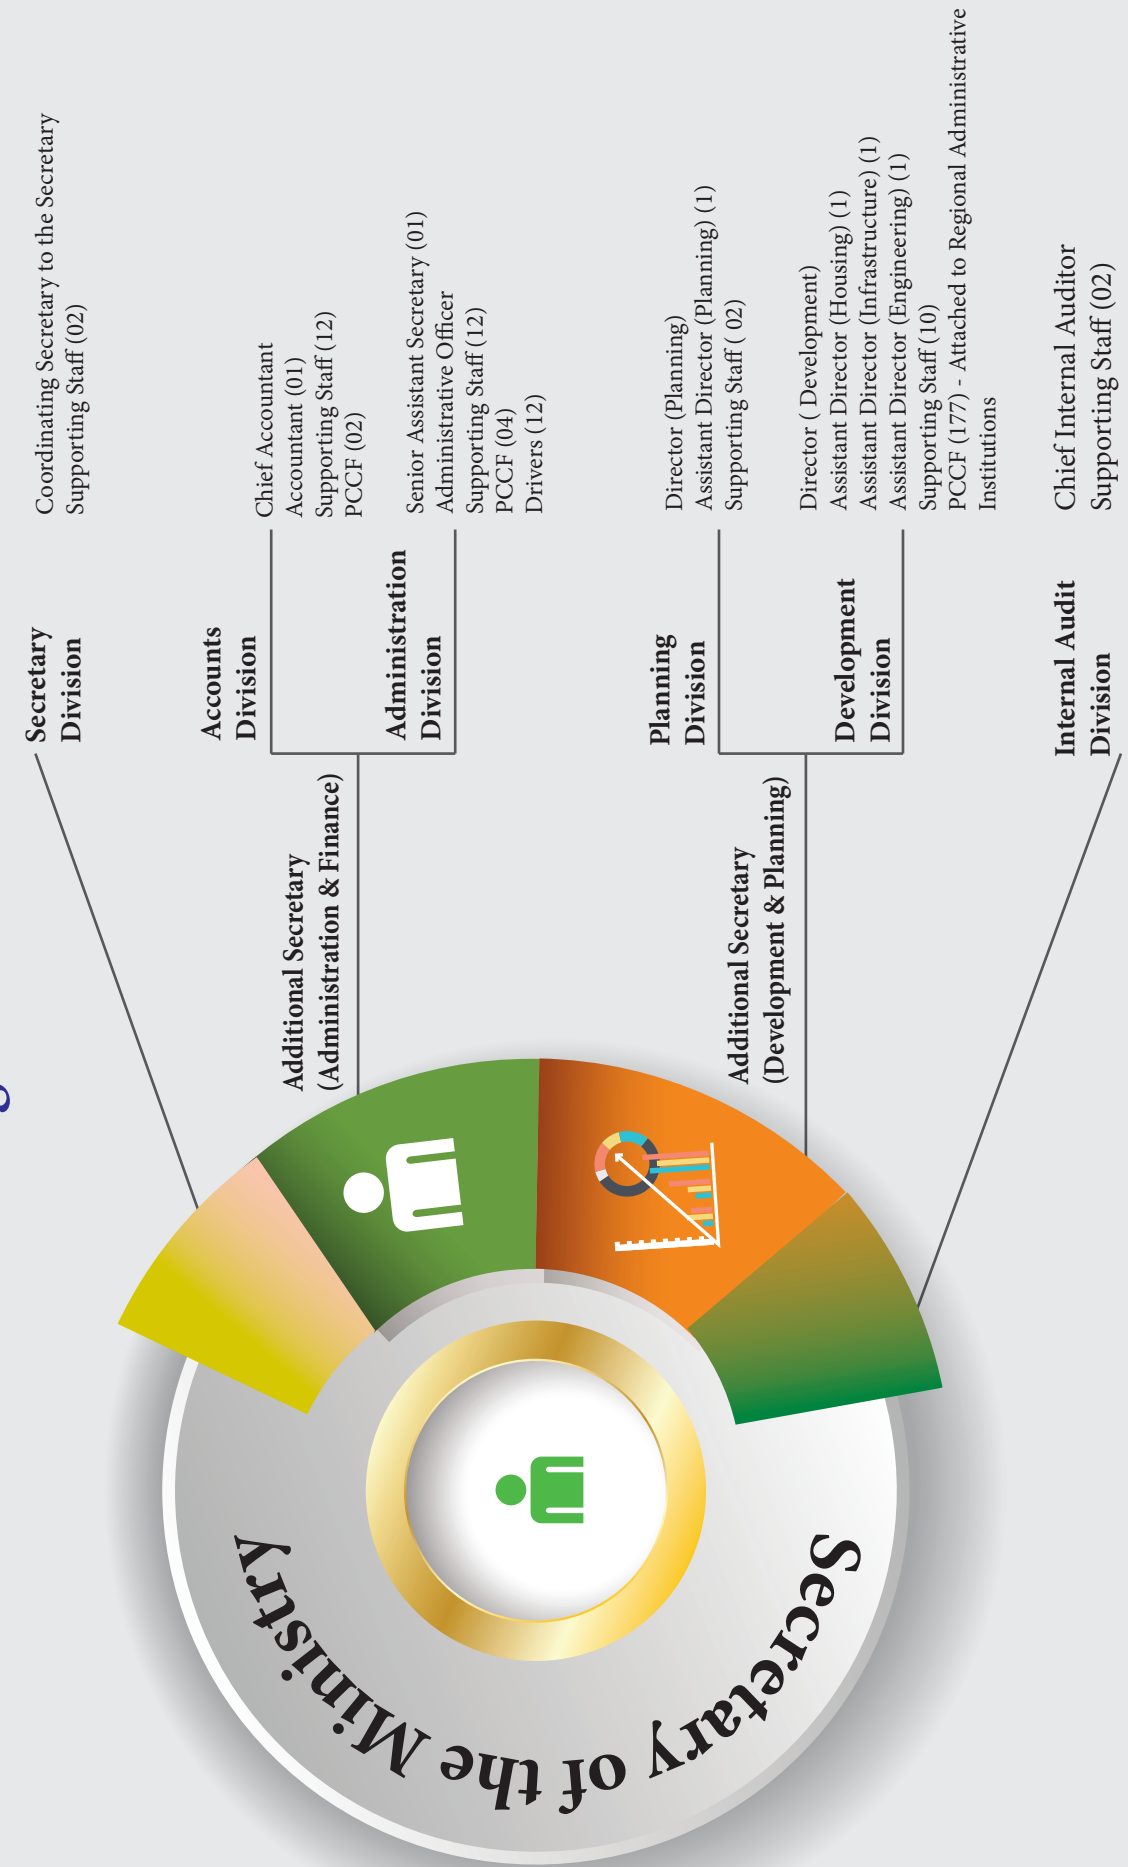 Secretary of the Ministry
Secretary
Division
Coordinating Secretary to the Secretary
Supporting Staff (02)
Additional Secretary
(Administration & Finance)
Accounts
Division
Chief Accountant
Accountant (01)
Supporting Staff (12)
PCCF (02)
Administration
Division
Senior Assistant Secretary (01)
Administrative Officer
Supporting Staff (12)
PCCF (04)
Drivers (12)
Additional Secretary
(Development & Planning)
Planning
Division
Director (Planning)
Assistant Director (Planning) (1)
Supporting Staff ( 02)
Development
Division
Director ( Development)
Assistant Director (Housing) (1)
Assistant Director (Infrastructure) (1)
Assistant Director (Engineering) (1)
Supporting Staff (10)
PCCF (177) - Attached to Regional Administrative
Institutions
Internal Audit
Division
Chief Internal Auditor
Supporting Staff (02)